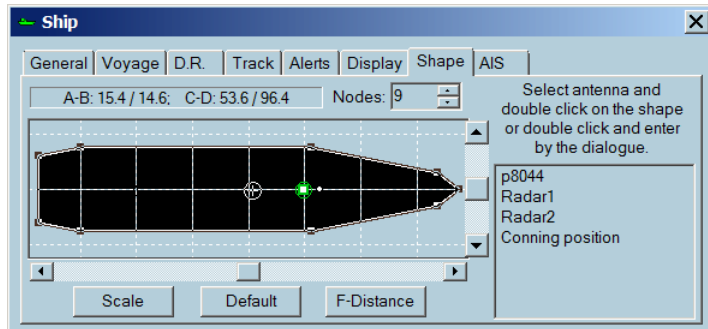 Ship
General Voyage D.R. Track Alerts Display Shape AIS
A-B: 15.4 / 14.6; C-D: 53.6 / 96.4 Nodes: 9
Select antenna and
double click on the shape
or double click and enter
by the dialogue.
p8044
Radar1
Radar2
Conning position
Scale Default F-Distance